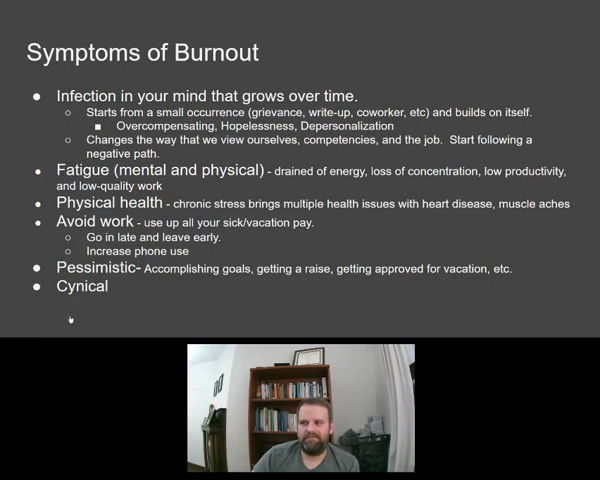 Symptoms of Burnout
● Infection in your mind that grows over time.
○ Starts from a small occurrence (grievance, write-up, coworker, etc) and builds on itself.
■ Overcompensating, Hopelessness, Depersonalization
○ Changes the way that we view ourselves, competencies, and the job. Start following a
negative path.
● Fatigue (mental and physical) - drained of energy, loss of concentration, low productivity,
and low-quality work
● Physical health - chronic stress brings multiple health issues with heart disease, muscle aches
● Avoid work - use up all your sick/vacation pay.
○ Go in late and leave early.
○ Increase phone use
● Pessimistic- Accomplishing goals, getting a raise, getting approved for vacation, etc.
● Cynical